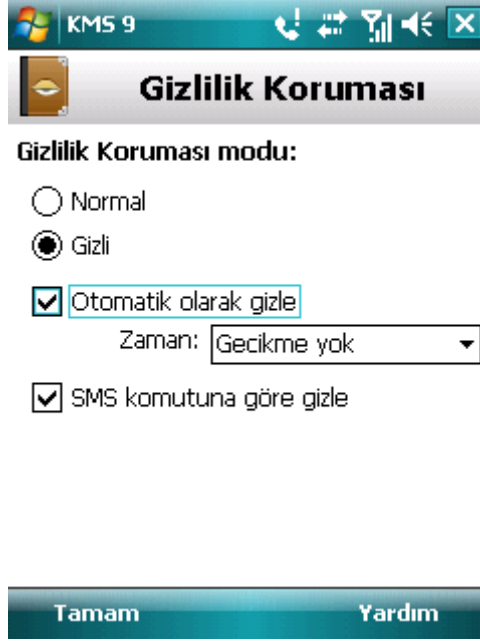 KMS 9
Gizlilik Koruması
Gizlilik Koruması modu:
Normal
Gizli
Otomatik olarak gizle
Zaman: Gecikme yok
SMS komutuna göre gizle
Tamam Yardım